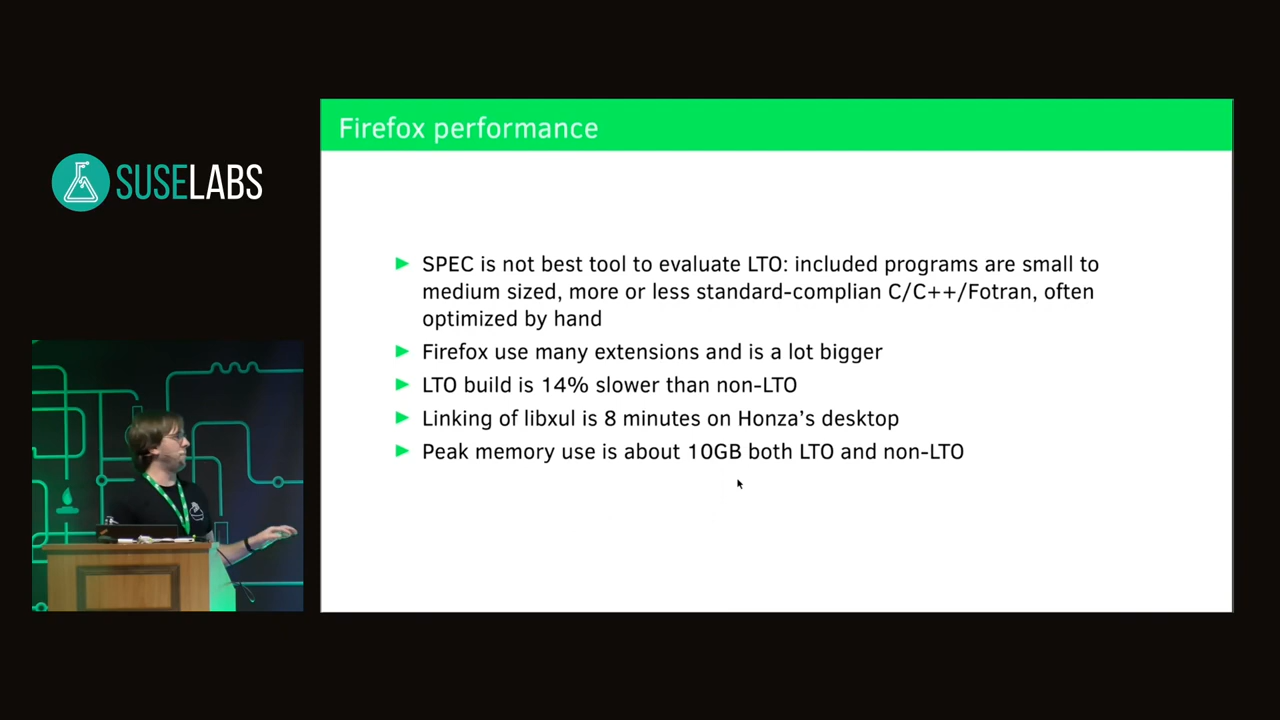 Firefox performance
SUSELABS
SPEC is not best tool to evaluate LTO: included programs are small to
medium sized, more or less standard-complian C/C++/Fotran, often
optimized by hand
Firefox use many extensions and is a lot bigger
LTO build is 14% slower than non-LTO
Linking of libxul is 8 minutes on Honza's desktop
Peak memory use is about 10GB both LTO and non-LTO